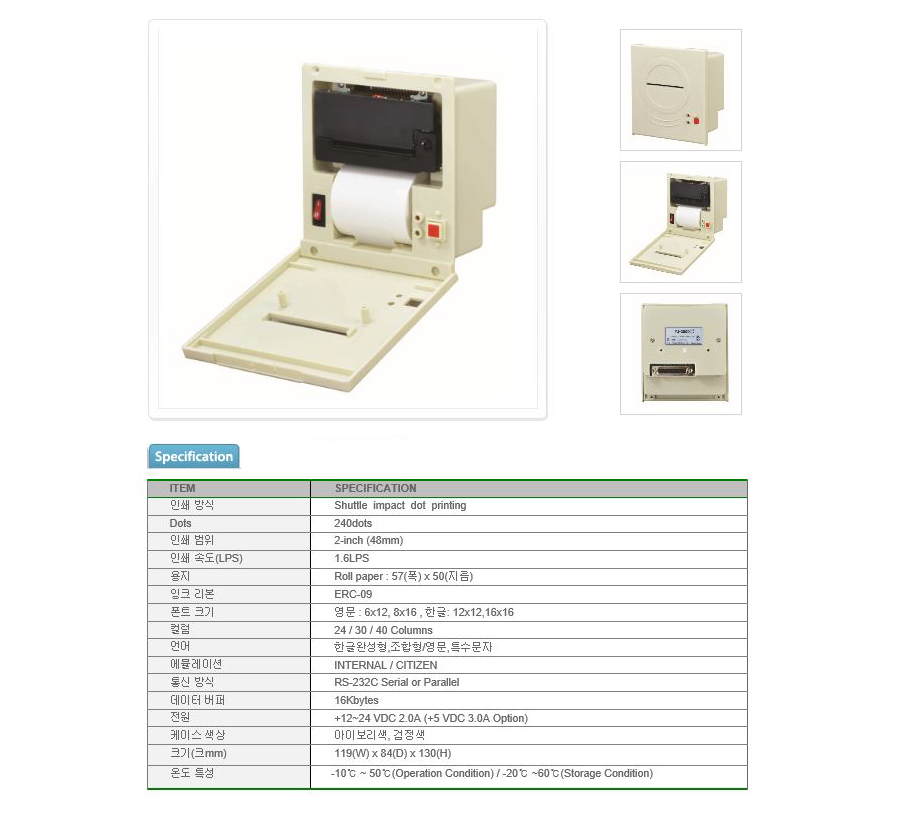 Specification
ITEM SPECIFICATION
인쇄 방식 Shuttle impact dot printing
Dots 240dots
인쇄 범위 2-inch (48mm)
인쇄 속도(LPS) 1.6LPS
용지 Roll paper : 57(폭) x 50(지름)
잉크 리본 ERC-09
폰트 크기 영문 : 6x12, 8x16 , 한글: 12x12,16x16
컬럼 24 / 30 / 40 Columns
언어 한글완성형,조합형/영문,특수문자
에뮬레이션 INTERNAL / CITIZEN
통신 방식 RS-232C Serial or Parallel
데이터 버퍼 16Kbytes
전원 +12~24 VDC 2.0A (+5 VDC 3.0A Option)
케이스 색상 아이보리색, 검정색
크기(크mm) 119(W) x 84(D) x 130(H)
온도 특성 -10℃ ~ 50℃(Operation Condition) / -20℃ ~60℃(Storage Condition)